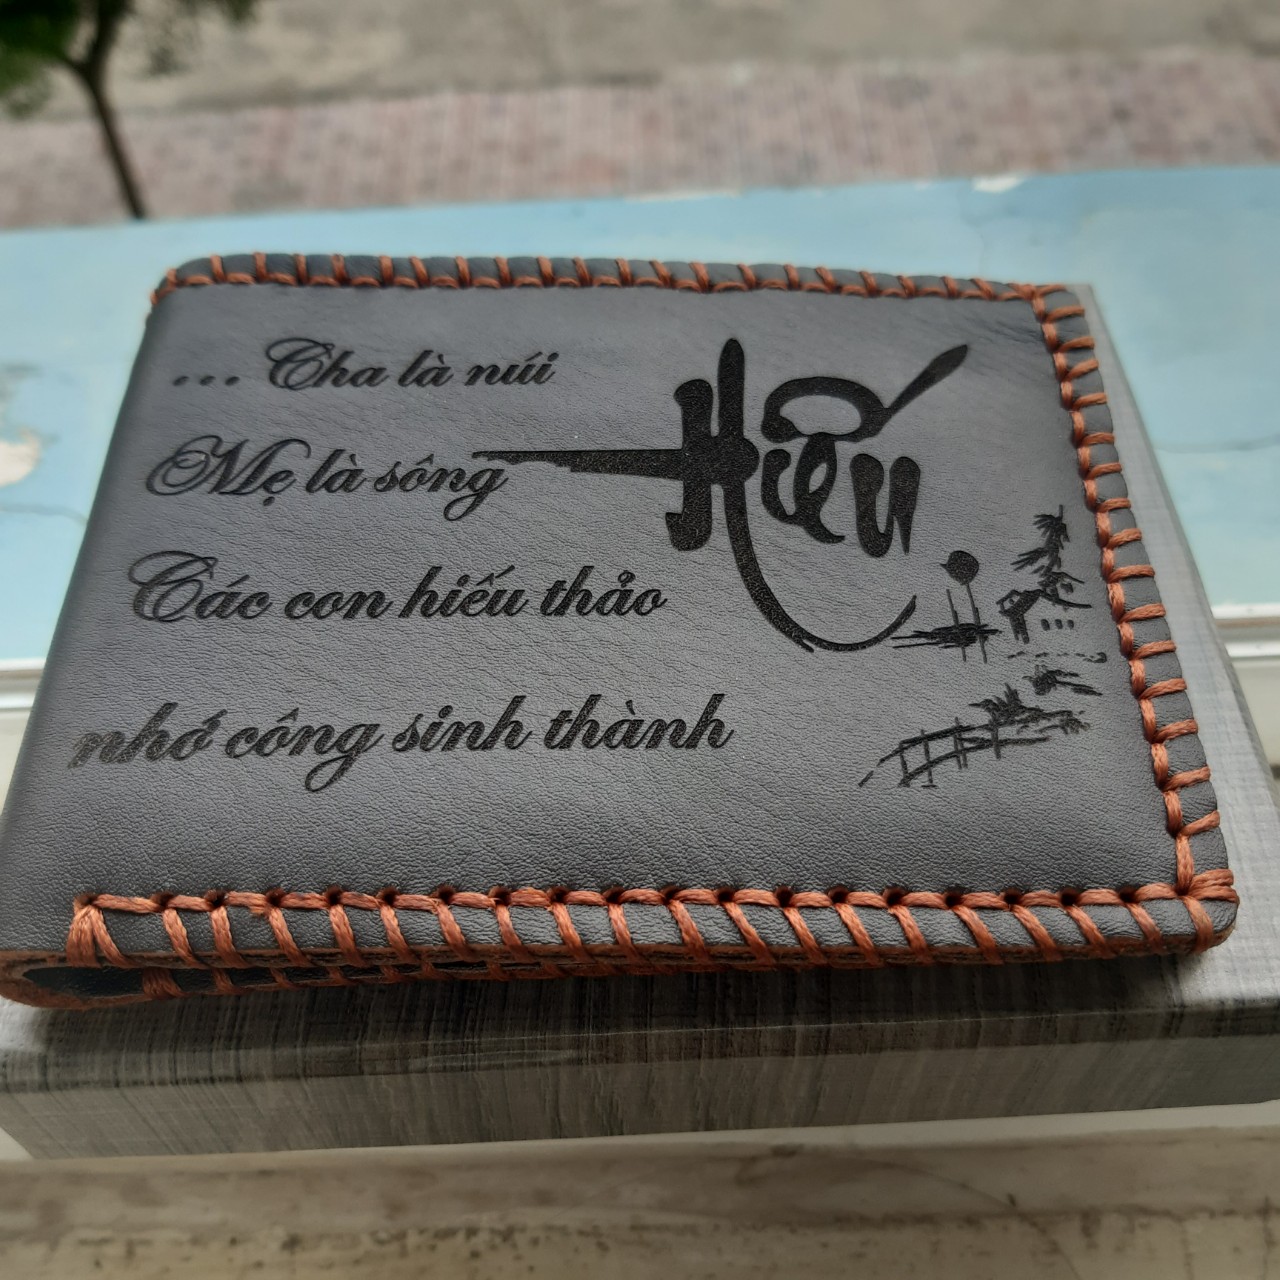 ... Cha là núi
Mẹ là sông
Hiếu
Các con hiếu thảo
nhớ công sinh thành